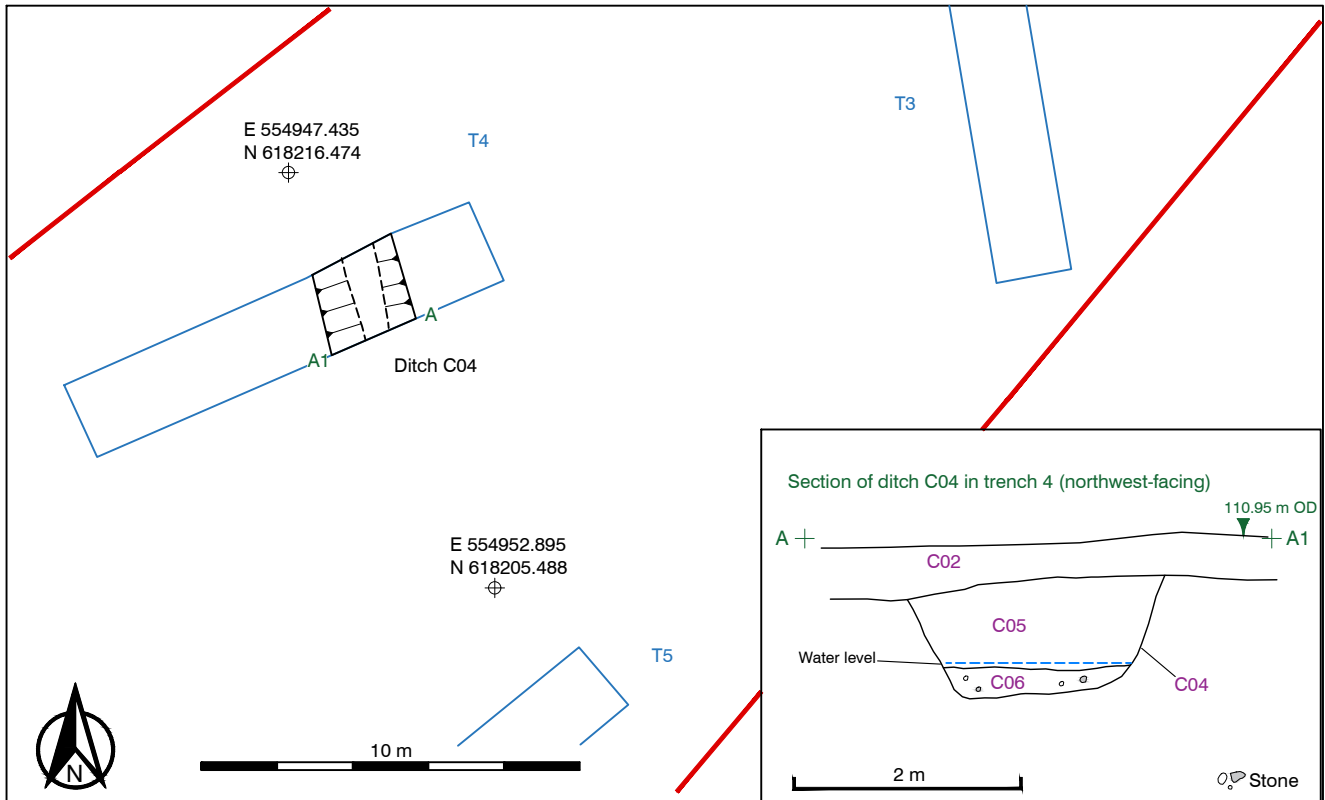 T3
E 554947.435
N 618216.474
T4
A
A1
Ditch C04
E 554952.895
N 618205.488
T5
N
10 m
Section of ditch C04 in trench 4 (northwest-facing)
110.95 m OD
A
A1
C02
C05
Water level
C06
C04
2 m
Stone